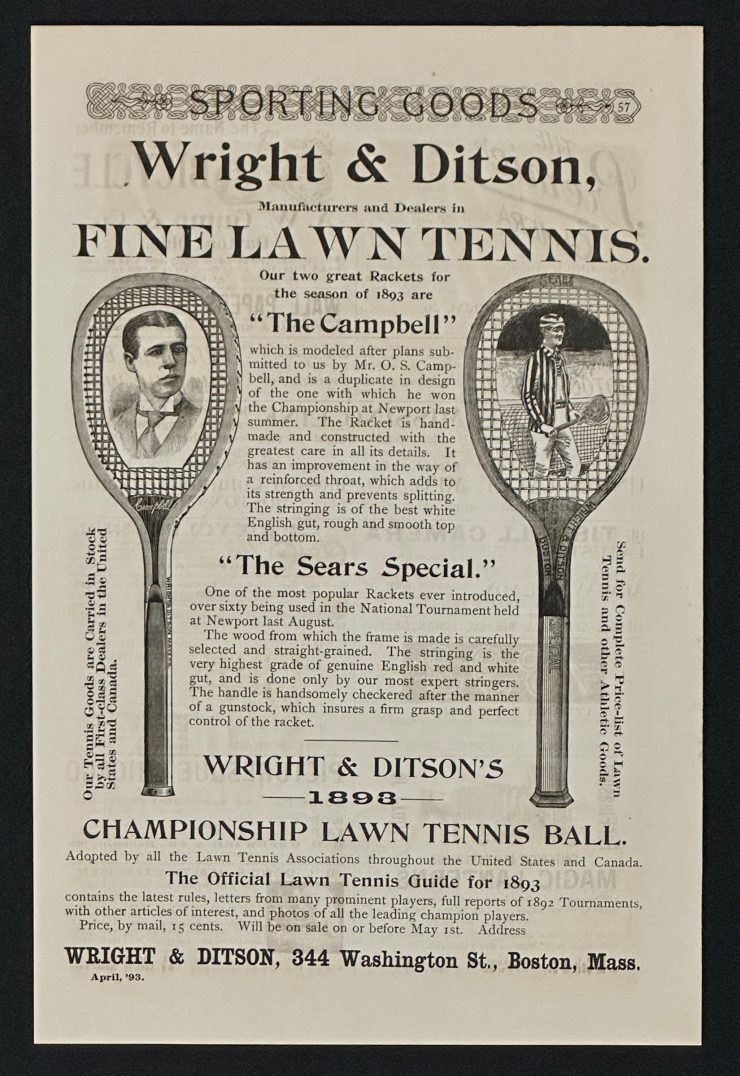 SPORTING GOODS
57
Wright & Ditson,
Manufacturers and Dealers in
FINE LAWN TENNIS.
Our two great Rackets for
the season of 1893 are
"The Campbell"
which is modeled after plans sub-
mitted to us by Mr. O. S. Camp-
bell, and is a duplicate in design
of the one with which he won
the Championship at Newport last
summer. The Racket is hand-
made and constructed with the
greatest care in all its details. It
has an improvement in the way of
a reinforced throat, which adds to
its strength and prevents splitting.
The stringing is of the best white
English gut, rough and smooth top
and bottom.
Campbell
SEARS
WRIGHT & DITSON
BOSTON
SPECIAL
"The Sears Special."
One of the most popular Rackets ever introduced,
over sixty being used in the National Tournament held
at Newport last August.
The wood from which the frame is made is carefully
selected and straight-grained. The stringing is the
very highest grade of genuine English red and white
gut, and is done only by our most expert stringers.
The handle is handsomely checkered after the manner
of a gunstock, which insures a firm grasp and perfect
control of the racket.
Our Tennis Goods are Carried in Stock
by all First-class Dealers in the United
States and Canada.
Send for Complete Price-list of Lawn
Tennis and other Athletic Goods.
WRIGHT & DITSON'S
1893
CHAMPIONSHIP LAWN TENNIS BALL.
Adopted by all the Lawn Tennis Associations throughout the United States and Canada.
The Official Lawn Tennis Guide for 1893
contains the latest rules, letters from many prominent players, full reports of 1892 Tournaments,
with other articles of interest, and photos of all the leading champion players.
Price, by mail, 15 cents. Will be on sale on or before May 1st. Address
WRIGHT & DITSON, 344 Washington St., Boston, Mass.
April, '93.